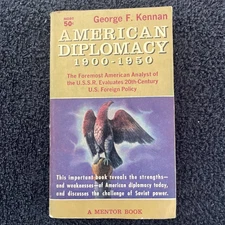 50¢
George F. Kennan
AMERICAN
DIPLOMACY
1900-1950
The Foremost American Analyst of
the U.S.S.R. Evaluates 20th-Century
U.S. Foreign Policy
This important book reveals the strengths—
and weaknesses—of American diplomacy today,
and discusses the challenge of Soviet power.
A MENTOR BOOK